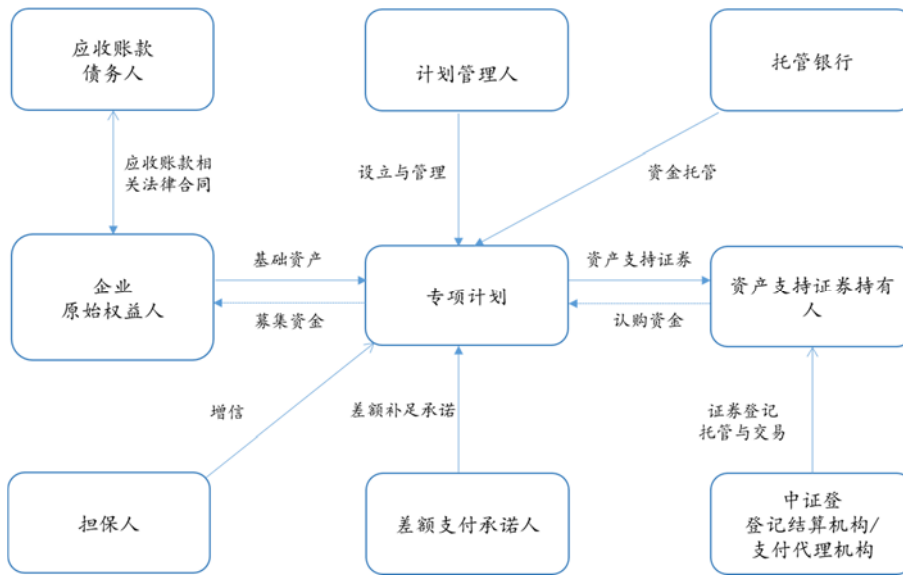 应收账款
债务人
计划管理人
托管银行
应收账款相
关法律合同
设立与管理
资金托管
企业
原始权益人
基础资产
募集资金
专项计划
资产支持证券
认购资金
资产支持证券持有
人
增信
差额补足承诺
证券登记
托管与交易
担保人
差额支付承诺人
中证登
登记结算机构/
支付代理机构